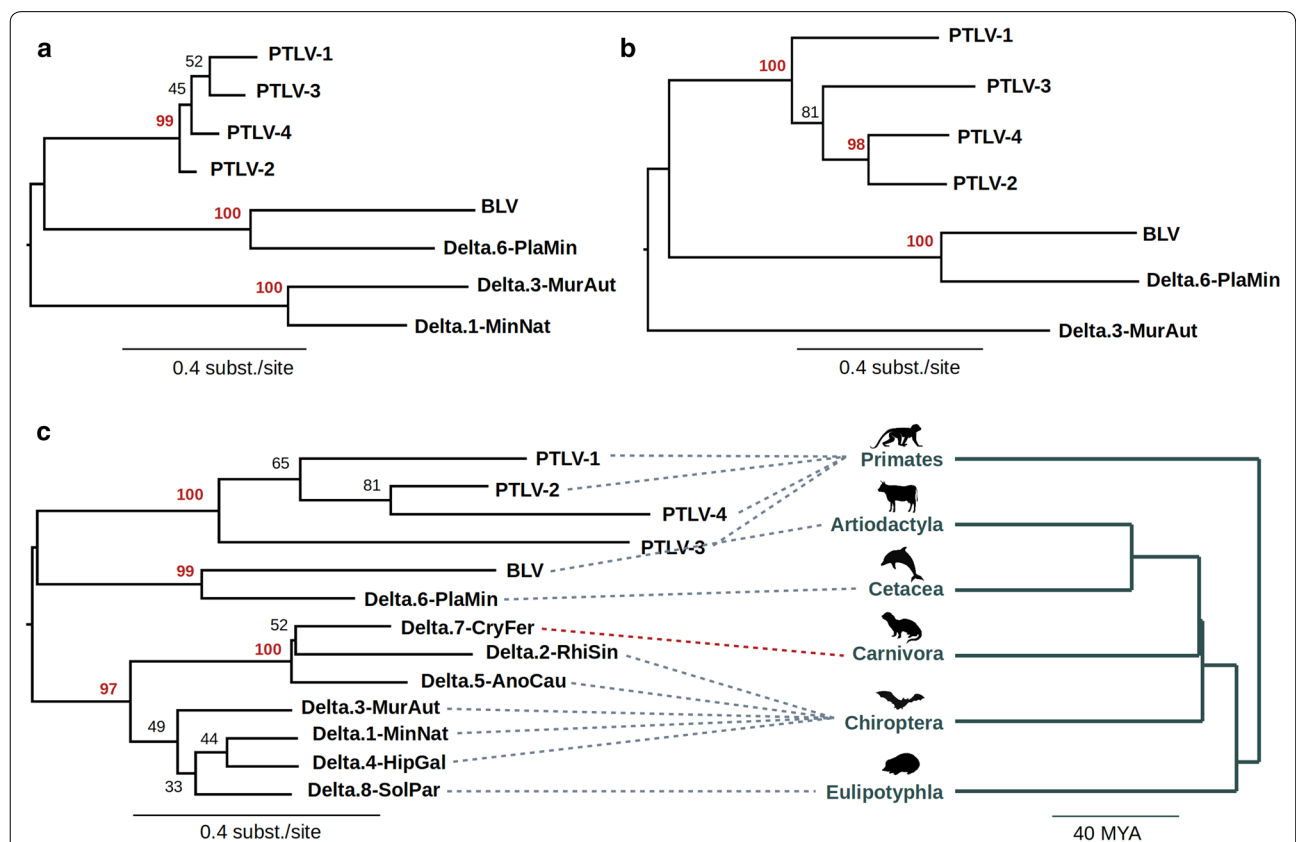 a
52
PTLV-1
45
PTLV-3
99
PTLV-4
PTLV-2
100
BLV
Delta.6-PlaMin
100
Delta.3-MurAut
Delta.1-MinNat
0.4 subst./site
b
PTLV-1
100
PTLV-3
81
PTLV-4
98
PTLV-2
BLV
100
Delta.6-PlaMin
Delta.3-MurAut
0.4 subst./site
c
65
PTLV-1
81
PTLV-2
100
PTLV-4
PTLV-3
99
BLV
Delta.6-PlaMin
52
Delta.7-CryFer
100
Delta.2-RhiSin
97
Delta.5-AnoCau
49
Delta.3-MurAut
44
Delta.1-MinNat
Delta.4-HipGal
33
Delta.8-SolPar
0.4 subst./site
Primates
Artiodactyla
Cetacea
Carnivora
Chiroptera
Eulipotyphla
40 MYA